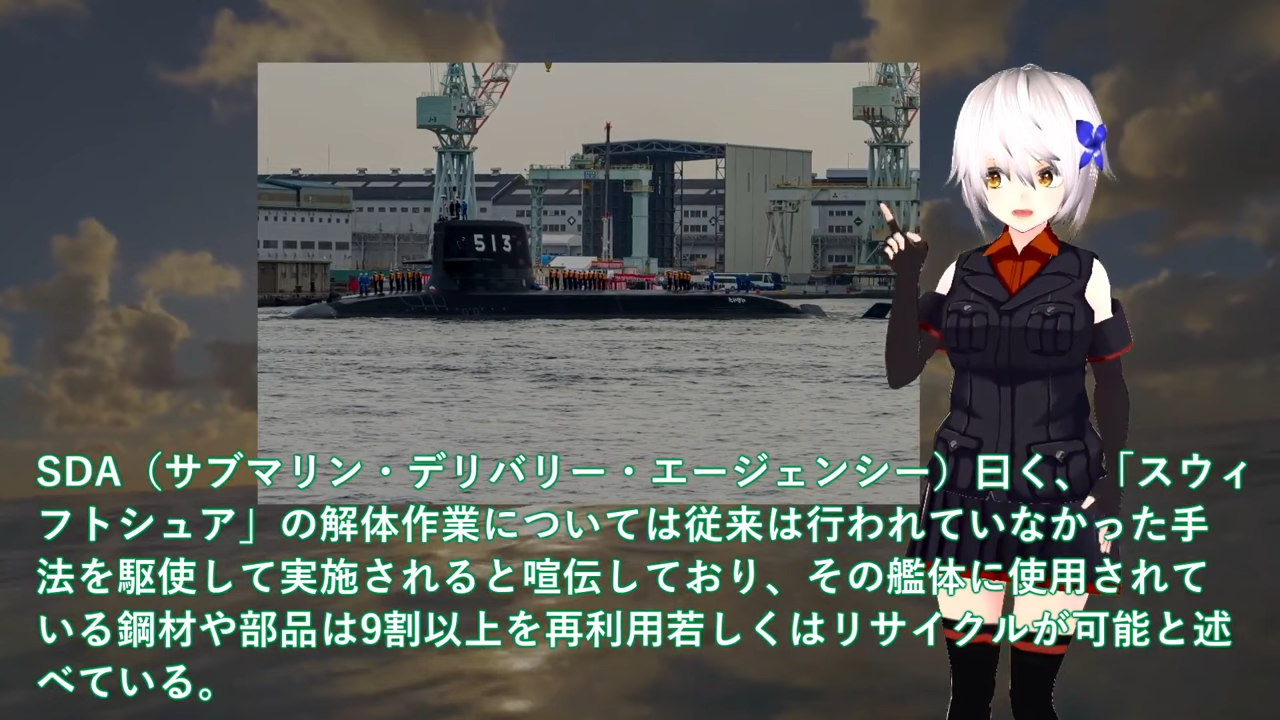 513
SDA（サブマリン・デリバリー・エージェンシー）曰く、「スウィ
フトシュア」の解体作業については従来は行われていなかった手
法を駆使して実施されると喧伝しており、その艦体に使用されて
いる鋼材や部品は9割以上を再利用若しくはリサイクルが可能と述
べている。